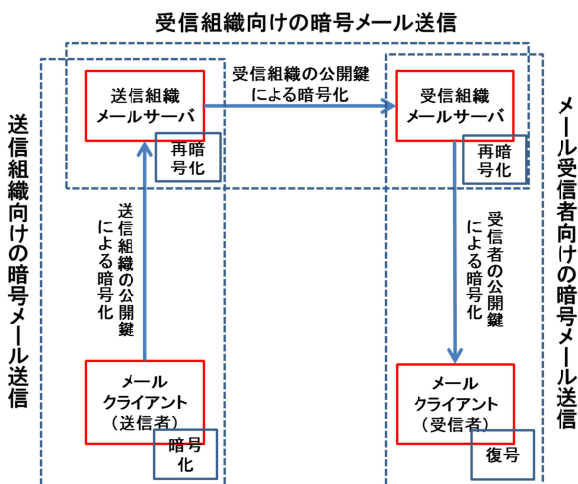 受信組織向けの暗号メール送信
送信組織
メールサーバ
再暗
号化
受信組織の公開鍵
による暗号化
受信組織
メールサーバ
再暗
号化
送信組織向けの暗号メール送信
送信組織の公開鍵
による暗号化
受信者の公開鍵
による暗号化
メール受信者向けの暗号メール送信
メール
クライアント
（送信者）
暗号
化
メール
クライアント
（受信者）
復号